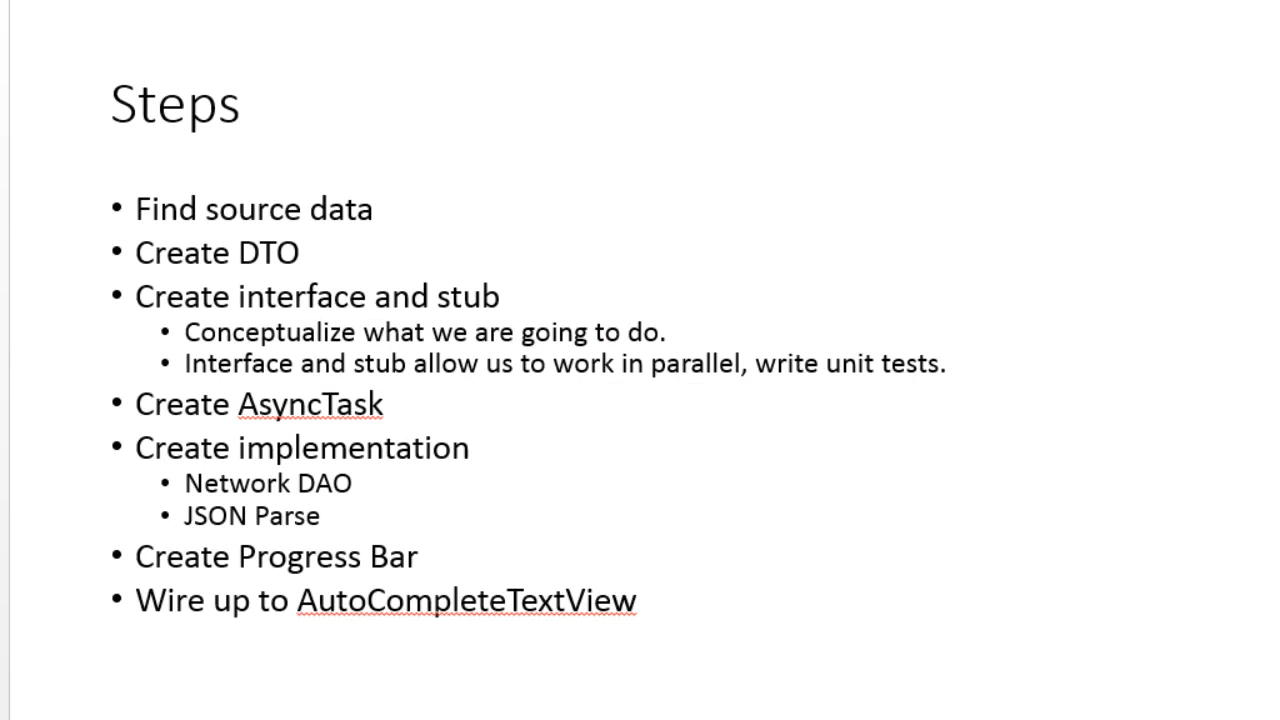 Steps
• Find source data
• Create DTO
• Create interface and stub
• Conceptualize what we are going to do.
• Interface and stub allow us to work in parallel, write unit tests.
• Create AsyncTask
• Create implementation
• Network DAO
• JSON Parse
• Create Progress Bar
• Wire up to AutoCompleteTextView